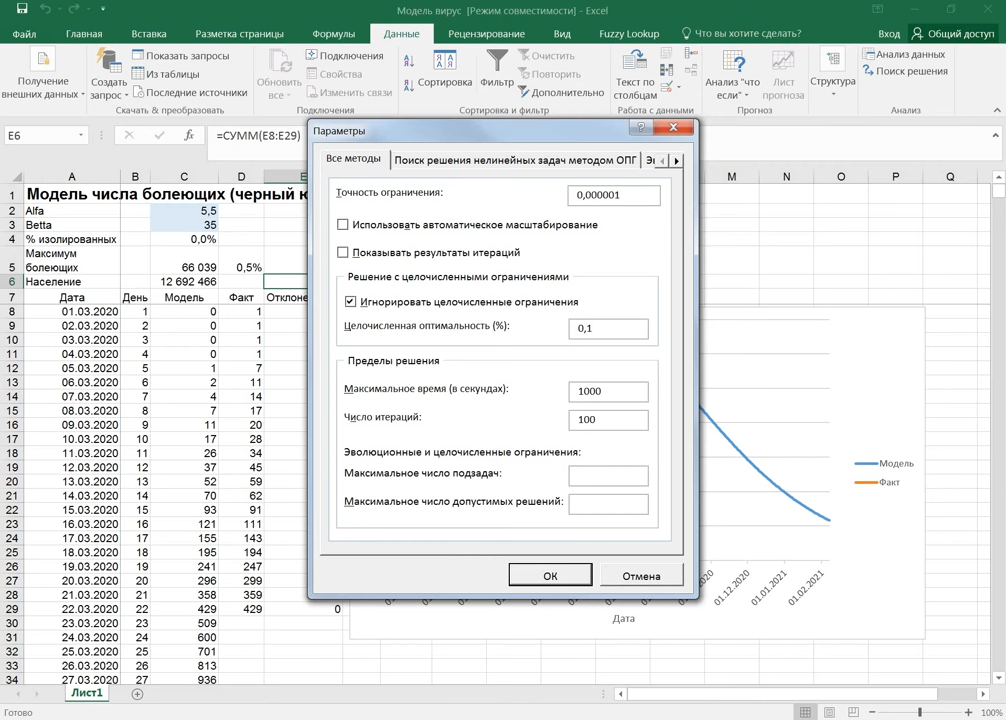 Модель вирус [Режим совместимости] - Excel
Файл Главная Вставка Разметка страницы Формулы Данные Рецензирование Вид Fuzzy Lookup Что вы хотите сделать? Вход Общий доступ
Получение внешних данных
Создать запрос
Показать запросы
Из таблицы
Последние источники
Скачать & преобразовать
Обновить все
Подключения
Свойства
Изменить связи
Подключения
Сортировка
Фильтр
Очистить
Повторить
Дополнительно
Сортировка и фильтр
Текст по столбцам
Работа с данными
Анализ "что если"
Лист прогноза
Прогноз
Структура
Анализ данных
Поиск решения
Анализ
E6 fx =СУММ(E8:E29)
A B C D E M N O P Q
1 Модель числа болеющих (черный к
2 Alfa 5,5
3 Betta 35
4 % изолированных 0,0%
Максимум
5 болеющих 66 039 0,5%
6 Население 12 692 466
7 Дата День Модель Факт Отклоне
8 01.03.2020 1 0 1
9 02.03.2020 2 0 1
10 03.03.2020 3 0 1
11 04.03.2020 4 0 1
12 05.03.2020 5 1 7
13 06.03.2020 6 2 11
14 07.03.2020 7 4 14
15 08.03.2020 8 7 17
16 09.03.2020 9 11 20
17 10.03.2020 10 17 28
18 11.03.2020 11 26 34
19 12.03.2020 12 37 45
20 13.03.2020 13 52 59
21 14.03.2020 14 70 62
22 15.03.2020 15 93 91
23 16.03.2020 16 121 111
24 17.03.2020 17 155 143
25 18.03.2020 18 195 194
26 19.03.2020 19 241 247
27 20.03.2020 20 296 299
28 21.03.2020 21 358 359
29 22.03.2020 22 429 429 0
30 23.03.2020 23 509
31 24.03.2020 24 600
32 25.03.2020 25 701
33 26.03.2020 26 813
34 27.03.2020 27 936
Параметры
Все методы Поиск решения нелинейных задач методом ОПГ
Точность ограничения: 0,000001
Использовать автоматическое масштабирование
Показывать результаты итераций
Решение с целочисленными ограничениями
Игнорировать целочисленные ограничения
Целочисленная оптимальность (%): 0,1
Пределы решения
Максимальное время (в секундах): 1000
Число итераций: 100
Эволюционные и целочисленные ограничения:
Максимальное число подзадач:
Максимальное число допустимых решений:
ОК Отмена
Модель
Факт
01.12.2020 01.01.2021 01.02.2021
Дата
Лист1
Готово 100%